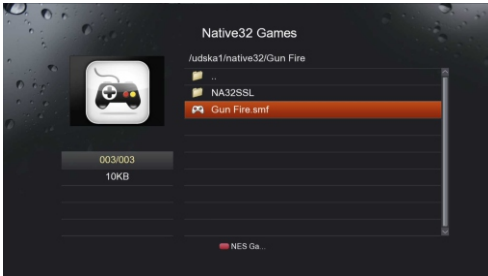 Native32 Games
/udska1/native32/Gun Fire
..
NA32SSL
Gun Fire.smf
003/003
10KB
NES Ga...